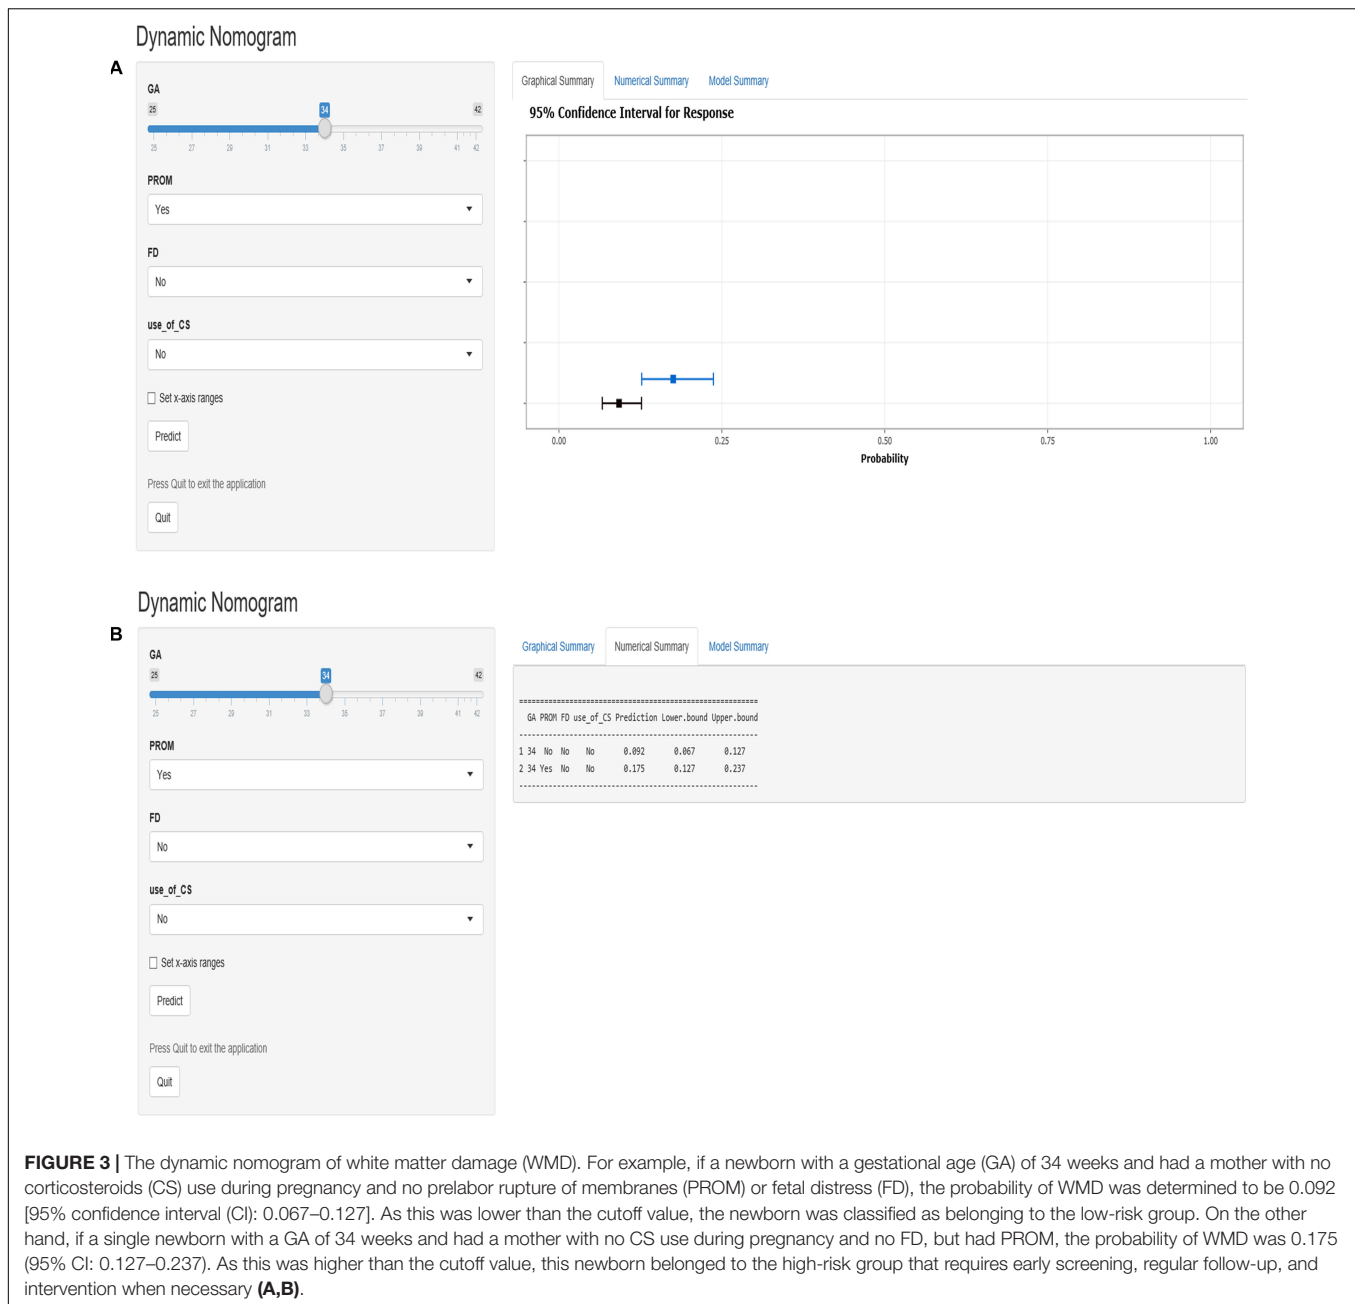 Dynamic Nomogram
A
GA
25 34 42
25 27 29 31 33 35 37 39 41 42
PROM
Yes
FD
No
use_of_CS
No
Set x-axis ranges
Predict
Press Quit to exit the application
Quit
Graphical Summary Numerical Summary Model Summary
95% Confidence Interval for Response
0.00 0.25 0.50 0.75 1.00
Probability
Dynamic Nomogram
B
GA
25 34 42
25 27 29 31 33 35 37 39 41 42
PROM
Yes
FD
No
use_of_CS
No
Set x-axis ranges
Predict
Press Quit to exit the application
Quit
Graphical Summary Numerical Summary Model Summary
GA PROM FD use_of_CS Prediction Lower.bound Upper.bound
1 34 No No No 0.092 0.067 0.127
2 34 Yes No No 0.175 0.127 0.237
FIGURE 3 | The dynamic nomogram of white matter damage (WMD). For example, if a newborn with a gestational age (GA) of 34 weeks and had a mother with no
corticosteroids (CS) use during pregnancy and no prelabor rupture of membranes (PROM) or fetal distress (FD), the probability of WMD was determined to be 0.092
[95% confidence interval (CI): 0.067–0.127]. As this was lower than the cutoff value, the newborn was classified as belonging to the low-risk group. On the other
hand, if a single newborn with a GA of 34 weeks and had a mother with no CS use during pregnancy and no FD, but had PROM, the probability of WMD was 0.175
(95% CI: 0.127–0.237). As this was higher than the cutoff value, this newborn belonged to the high-risk group that requires early screening, regular follow-up, and
intervention when necessary (A,B).